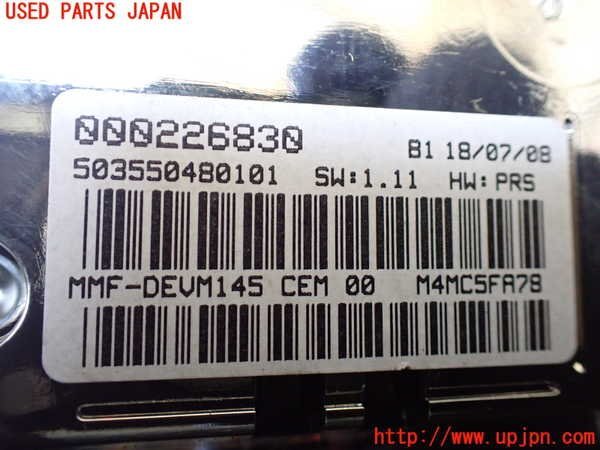 USED PARTS JAPAN
000226830
B1 18/07/08
503550480101 SW:1.11 HW:PRS
MMF-DEVM145 CEM 00 M4MC5FA78
http://www.upjpn.com/